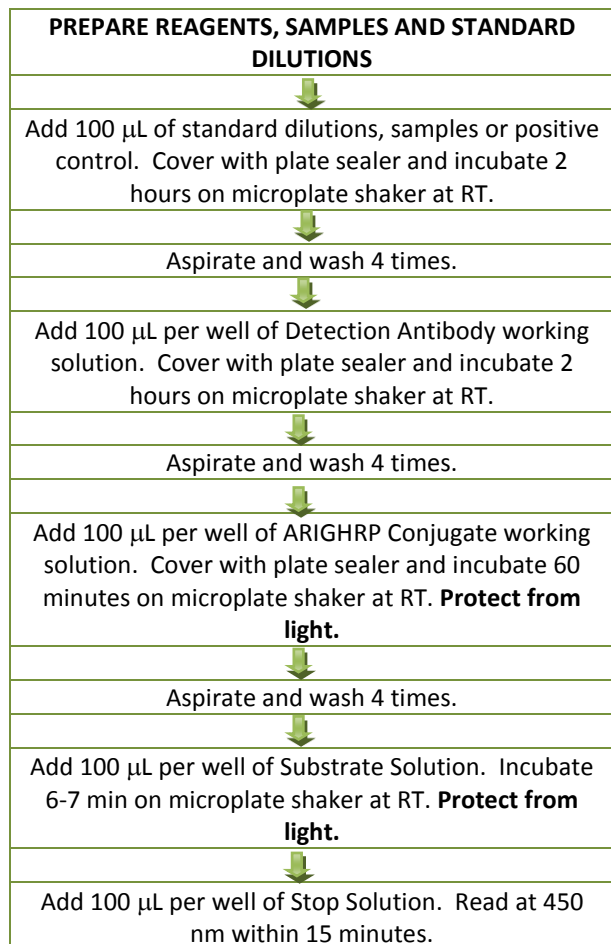 PREPARE REAGENTS, SAMPLES AND STANDARD
DILUTIONS
Add 100 μL of standard dilutions, samples or positive
control.  Cover with plate sealer and incubate 2
hours on microplate shaker at RT.
Aspirate and wash 4 times.
Add 100 μL per well of Detection Antibody working
solution.  Cover with plate sealer and incubate 2
hours on microplate shaker at RT.
Aspirate and wash 4 times.
Add 100 μL per well of ARIGHRP Conjugate working
solution.  Cover with plate sealer and incubate 60
minutes on microplate shaker at RT. Protect from
light.
Aspirate and wash 4 times.
Add 100 μL per well of Substrate Solution.  Incubate
6-7 min on microplate shaker at RT. Protect from
light.
Add 100 μL per well of Stop Solution.  Read at 450
nm within 15 minutes.